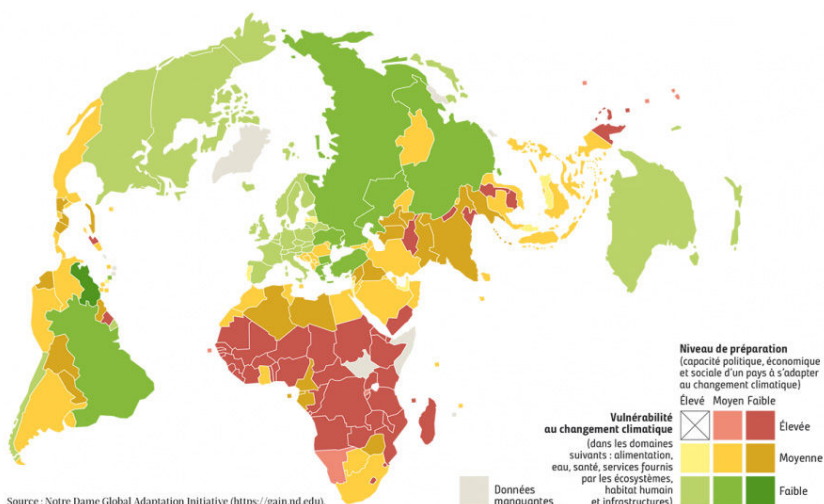 Niveau de préparation
(capacité politique, économique
et sociale d'un pays à s'adapter
au changement climatique)
Élevé Moyen Faible
Vulnérabilité
au changement climatique
(dans les domaines
suivants : alimentation,
eau, santé, services fournis
par les écosystèmes,
habitat humain
et infrastructures)
Élevée
Moyenne
Faible
Données
manquantes
Source : Notre Dame Global Adaptation Initiative (https://gain.nd.edu).